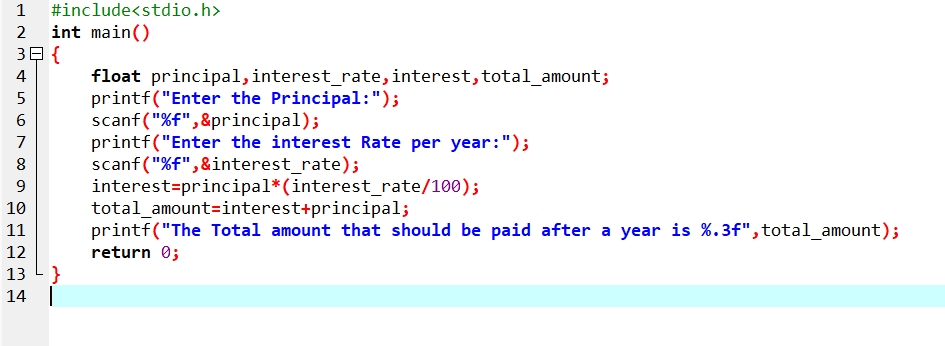 1 #include<stdio.h>
2 int main()
3 {
4 float principal,interest_rate,interest,total_amount;
5 printf("Enter the Principal:");
6 scanf("%f",&principal);
7 printf("Enter the interest Rate per year:");
8 scanf("%f",&interest_rate);
9 interest=principal*(interest_rate/100);
10 total_amount=interest+principal;
11 printf("The Total amount that should be paid after a year is %.3f",total_amount);
12 return 0;
13 }
14